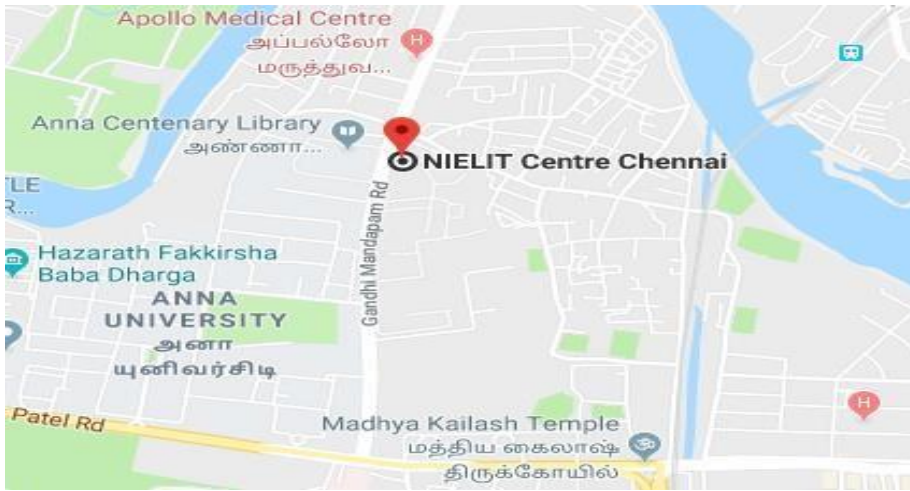 Apollo Medical Centre
அப்பல்லோ
மருத்துவ...
Anna Centenary Library
அண்ணா...
NIELIT Centre Chennai
TLE
R...
Gandhi Mandapam Rd
Hazarath Fakkirsha
Baba Dharga
ANNA
UNIVERSITY
அனா
யுனிவர்சிடி
Patel Rd
Madhya Kailash Temple
மத்திய கைலாஷ்
திருக்கோயில்
H
H